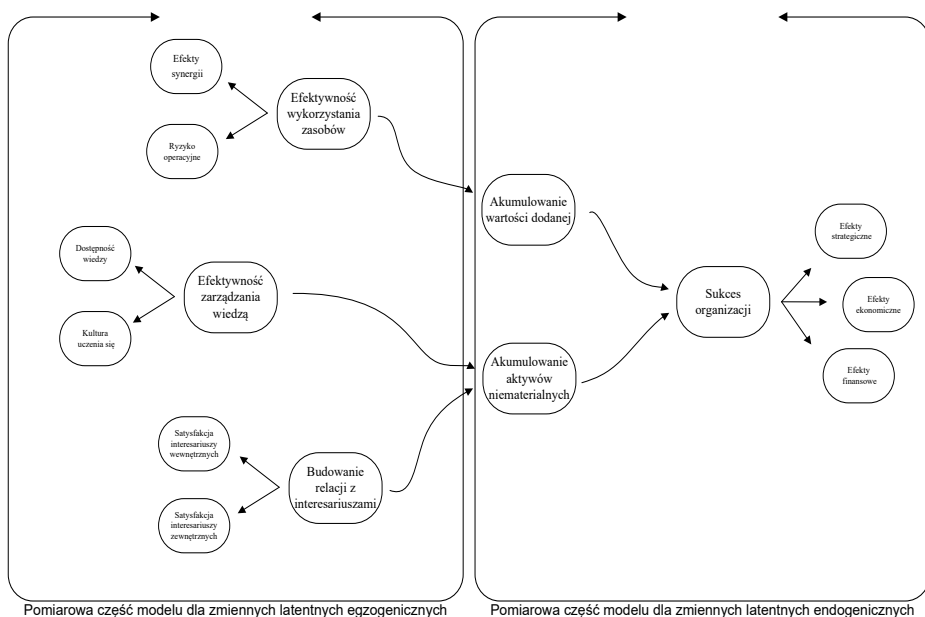 Efekty
synergii
Efektywność
wykorzystania
zasobów
Ryzyko
operacyjne
Dostępność
wiedzy
Efektywność
zarządzania
wiedzą
Kultura
uczenia się
Satysfakcja
interesariuszy
wewnętrznych
Budowanie
relacji z
interesariuszami
Satysfakcja
interesariuszy
zewnętrznych
Akumulowanie
wartości dodanej
Akumulowanie
aktywów
niematerialnych
Sukces
organizacji
Efekty
strategiczne
Efekty
ekonomiczne
Efekty
finansowe
Pomiarowa część modelu dla zmiennych latentnych egzogenicznych
Pomiarowa część modelu dla zmiennych latentnych endogenicznych